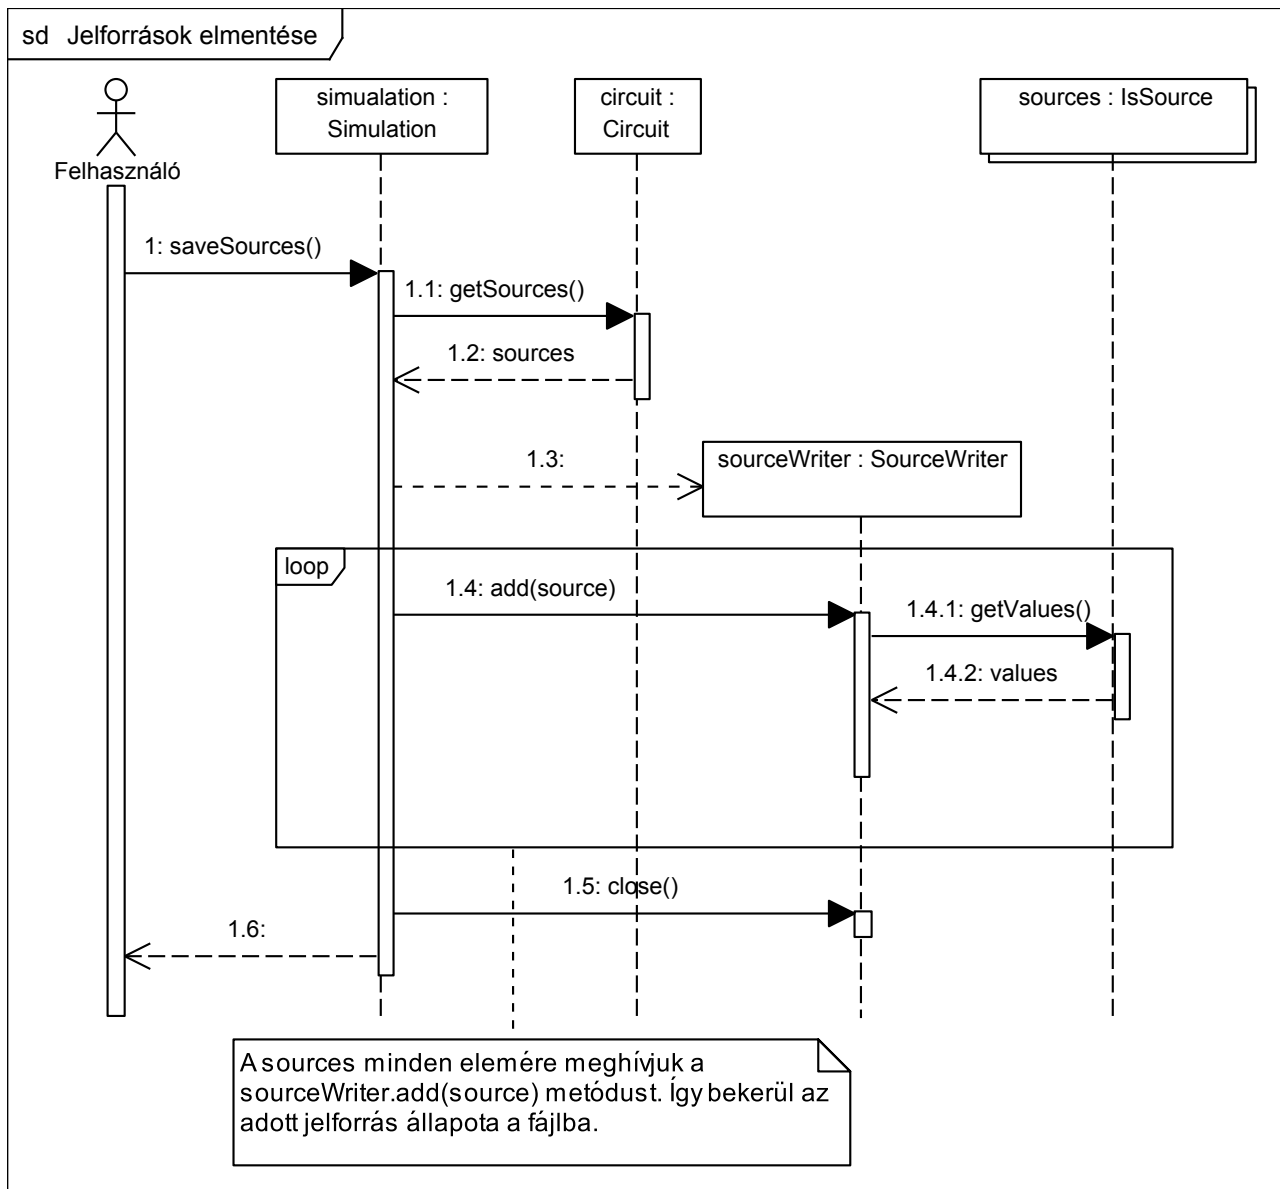 sd Jelforrások elmentése
simualation :
Simulation
circuit :
Circuit
sources : IsSource
Felhasználó
1: saveSources()
1.1: getSources()
1.2: sources
1.3:
sourceWriter : SourceWriter
loop
1.4: add(source)
1.4.1: getValues()
1.4.2: values
1.5: close()
1.6:
A sources minden elemére meghívjuk a
sourceWriter.add(source) metódust. Így bekerül az
adott jelforrás állapota a fájlba.